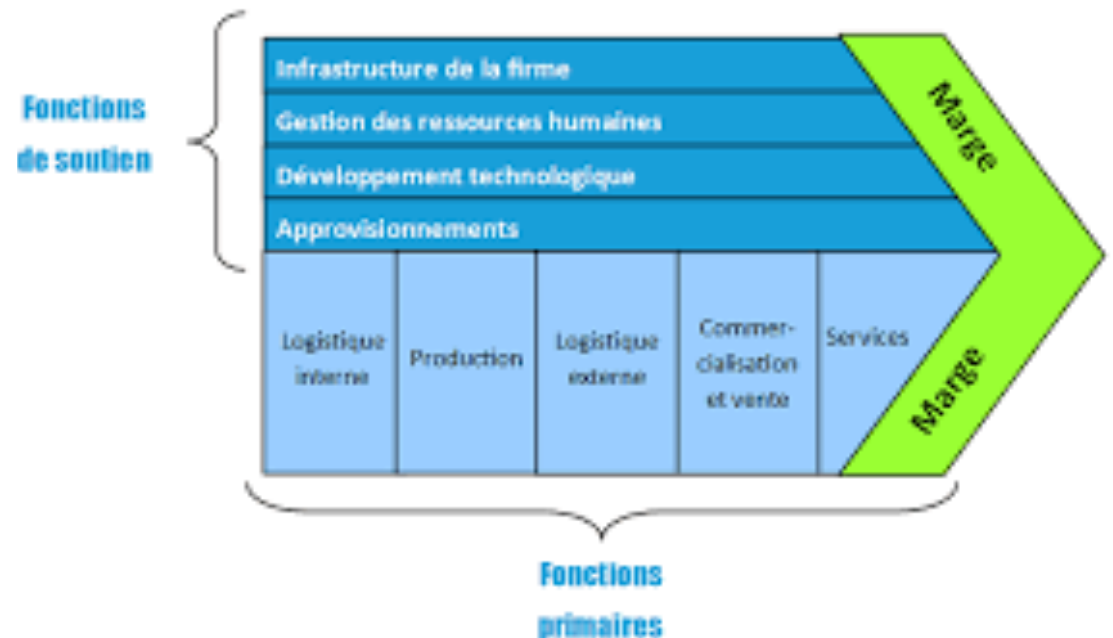 Fonctions
de soutien
Infrastructure de la firme
Gestion des ressources humaines
Développement technologique
Approvisionnements
Marge
Logistique
interne
Production
Logistique
externe
Commer-
cialisation
et vente
Services
Marge
Fonctions
primaires